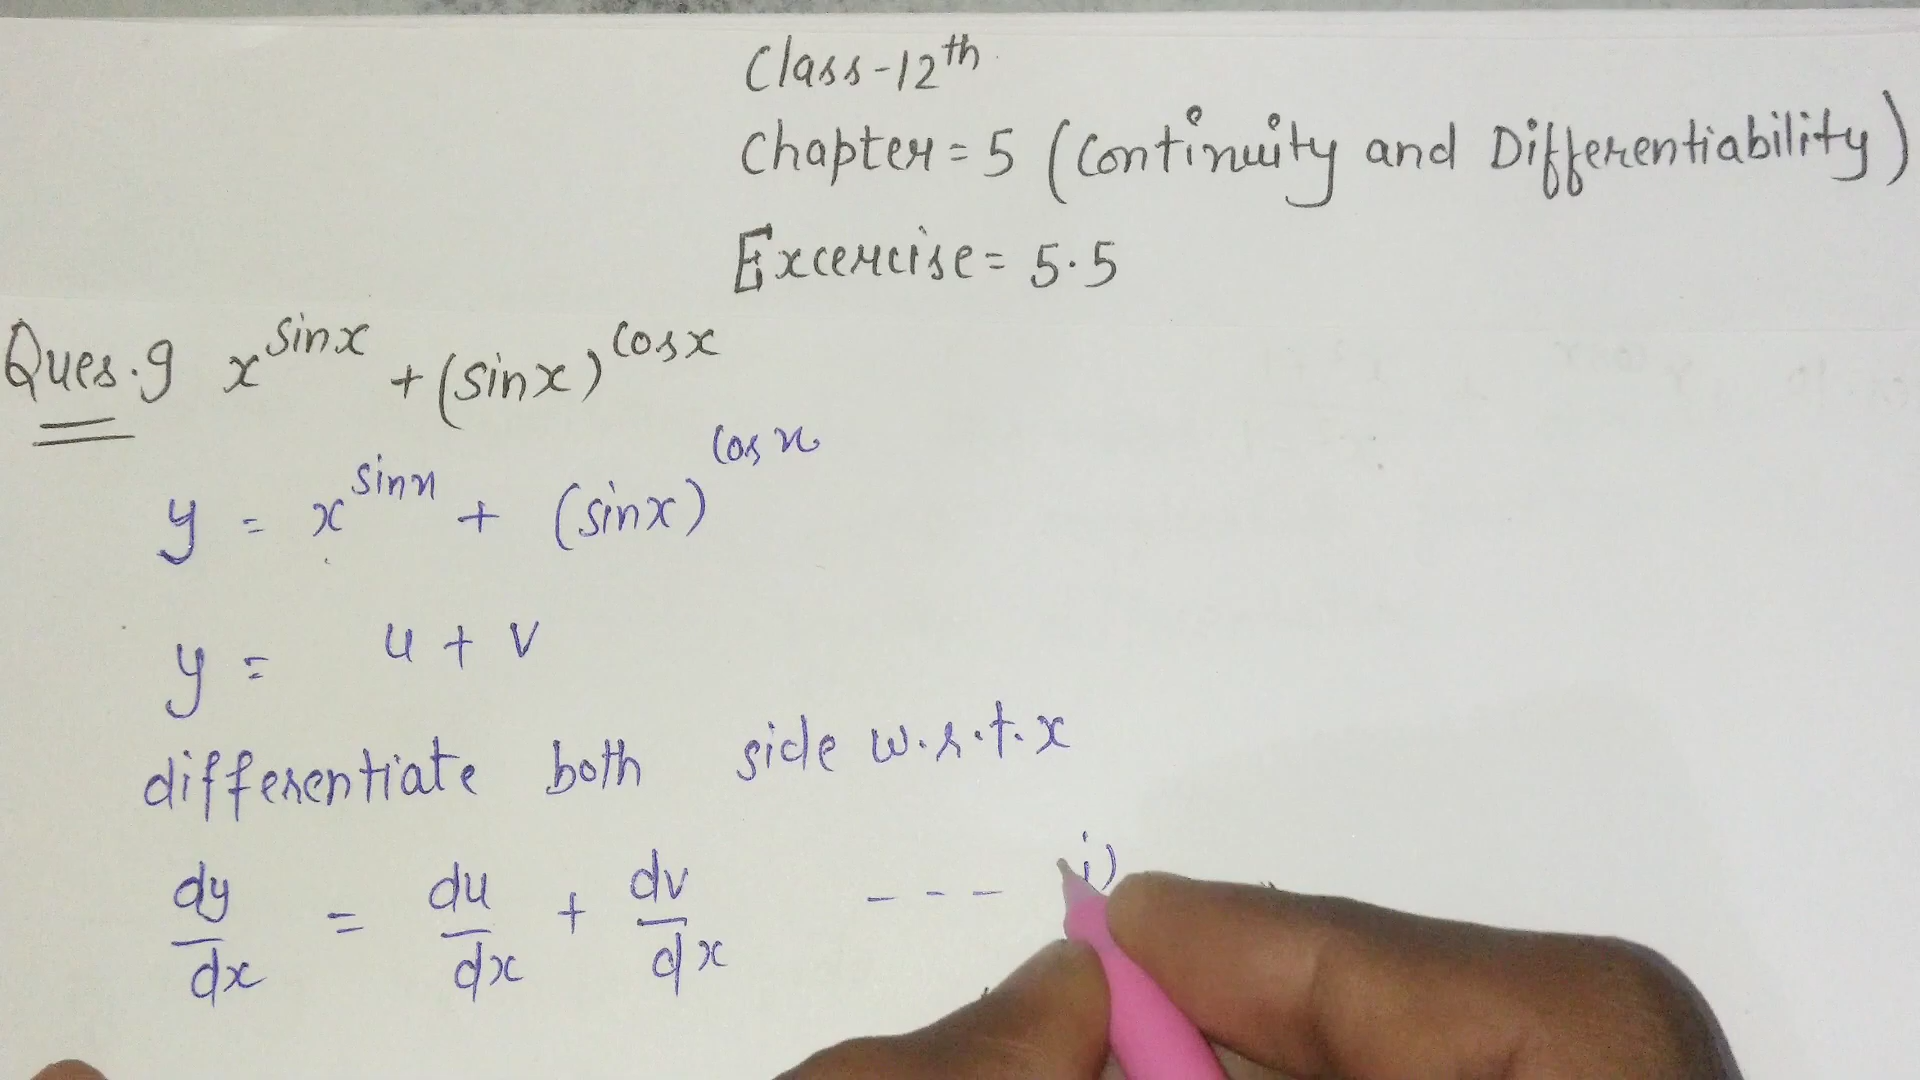 Class-12th
Chapter=5 (Continuity and Differentiability)
Excercise=5.5
Ques.9 x^sinx + (sinx)^cosx
y = x^sinx + (sinx)^cosx
y = u + v
differentiate both side w.r.t.x
dy/dx = du/dx + dv/dx --- i)